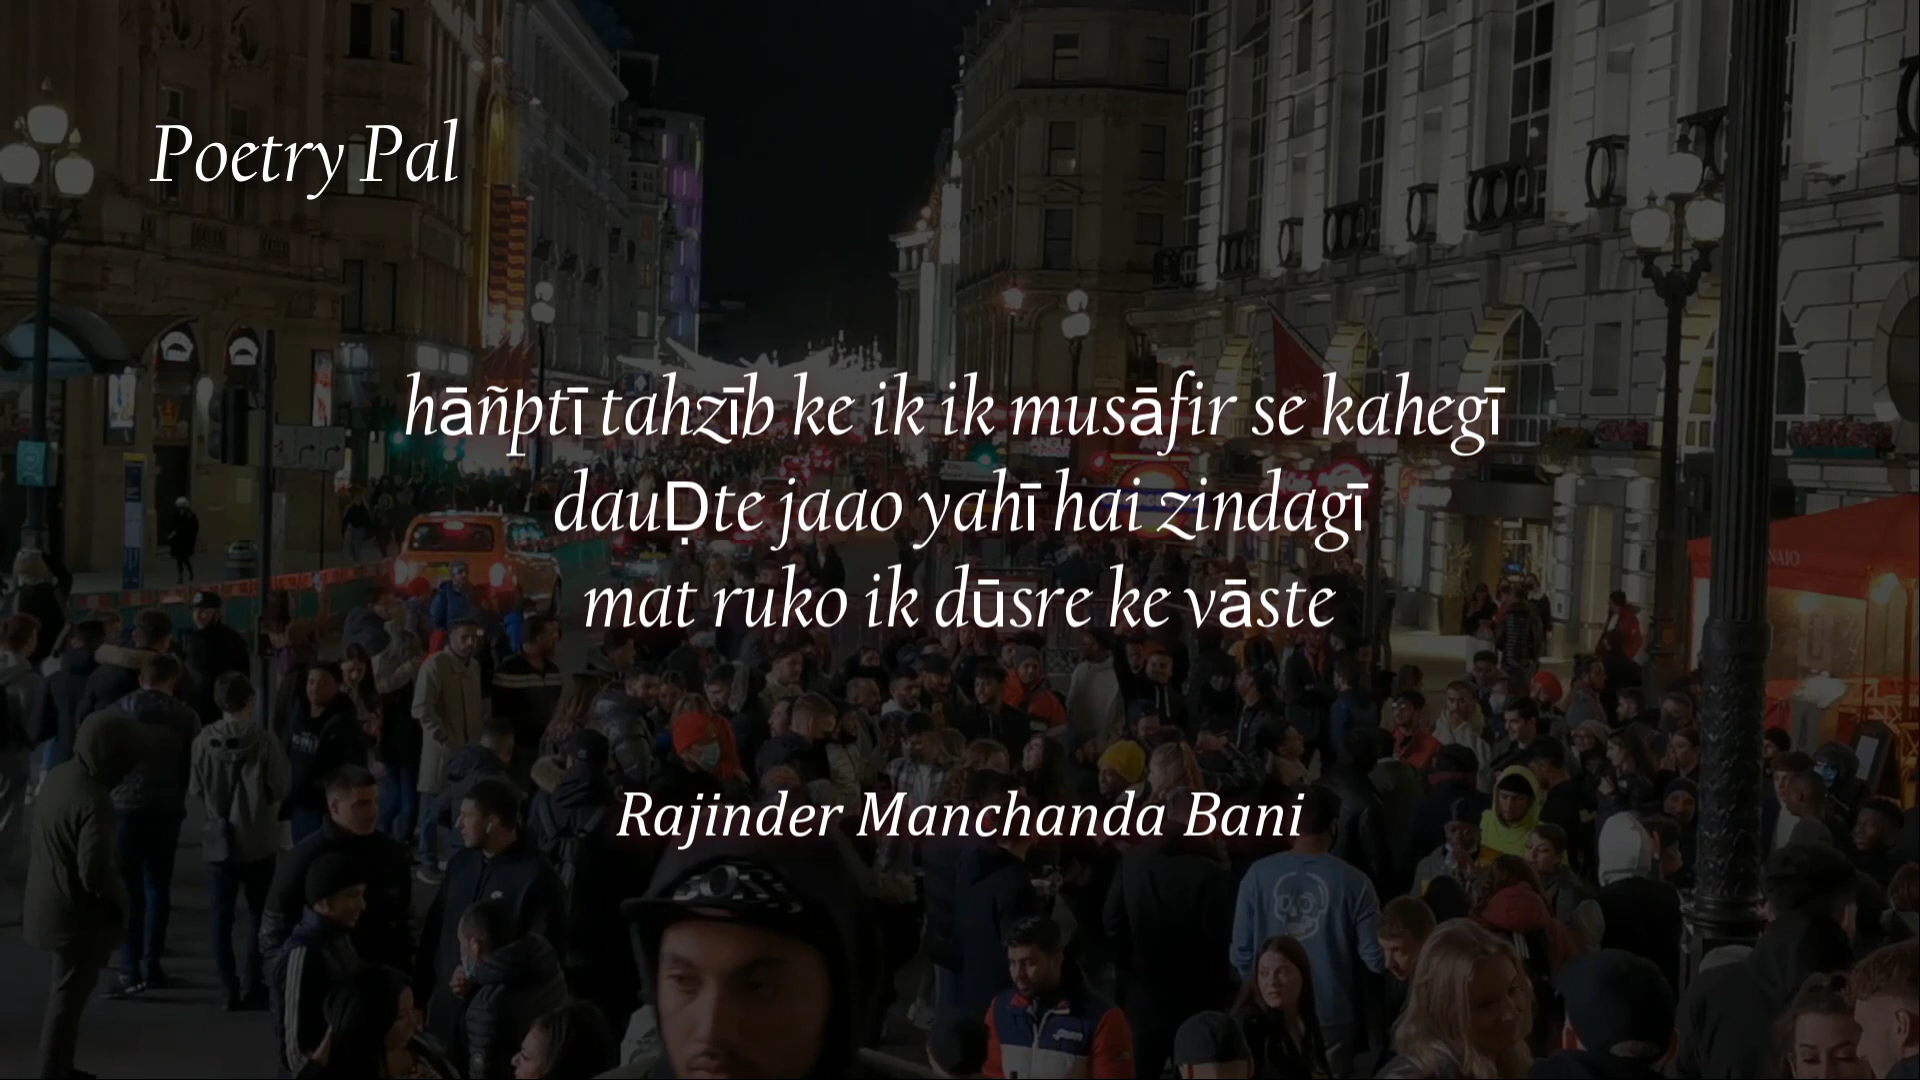 Poetry Pal
hāñptī tahzīb ke ik ik musāfir se kahegī
dauḌte jaao yahī hai zindagī
mat ruko ik dūsre ke vāste
Rajinder Manchanda Bani